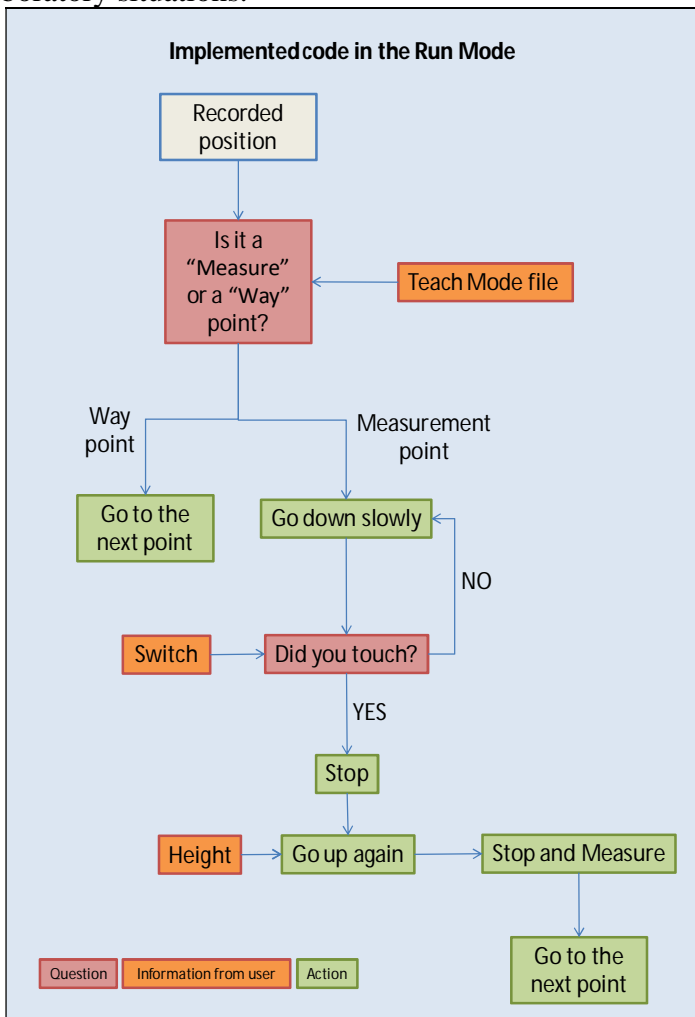 Implemented code in the Run Mode
Recorded
position
Is it a
“Measure”
or a “Way”
point?
Teach Mode file
Way
point
Measurement
point
Go to the
next point
Go down slowly
NO
Switch
Did you touch?
YES
Stop
Height
Go up again
Stop and Measure
Go to the
next point
Question
Information from user
Action